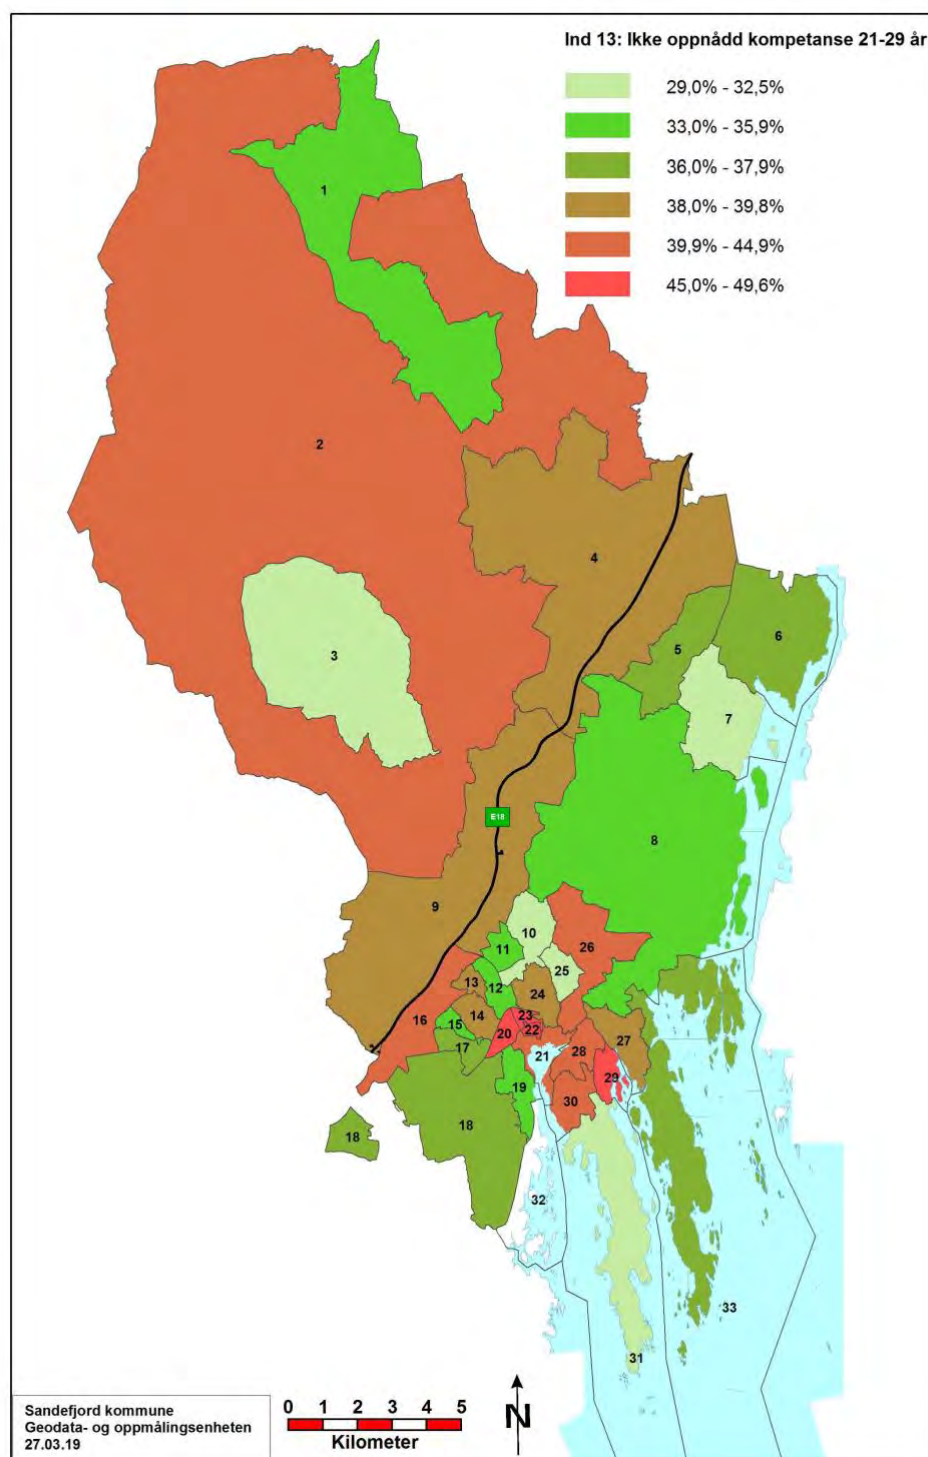 Ind 13: Ikke oppnådd kompetanse 21-29 år
29,0% - 32,5%
33,0% - 35,9%
36,0% - 37,9%
38,0% - 39,8%
39,9% - 44,9%
45,0% - 49,6%
1
2
3
4
5
6
7
E18
8
9
10
11
25
26
12
13
24
14
15
16
23
22
20
17
21
28
27
29
19
30
18
18
32
33
31
Sandefjord kommune
Geodata- og oppmålingsenheten
27.03.19
0 1 2 3 4 5
Kilometer
N